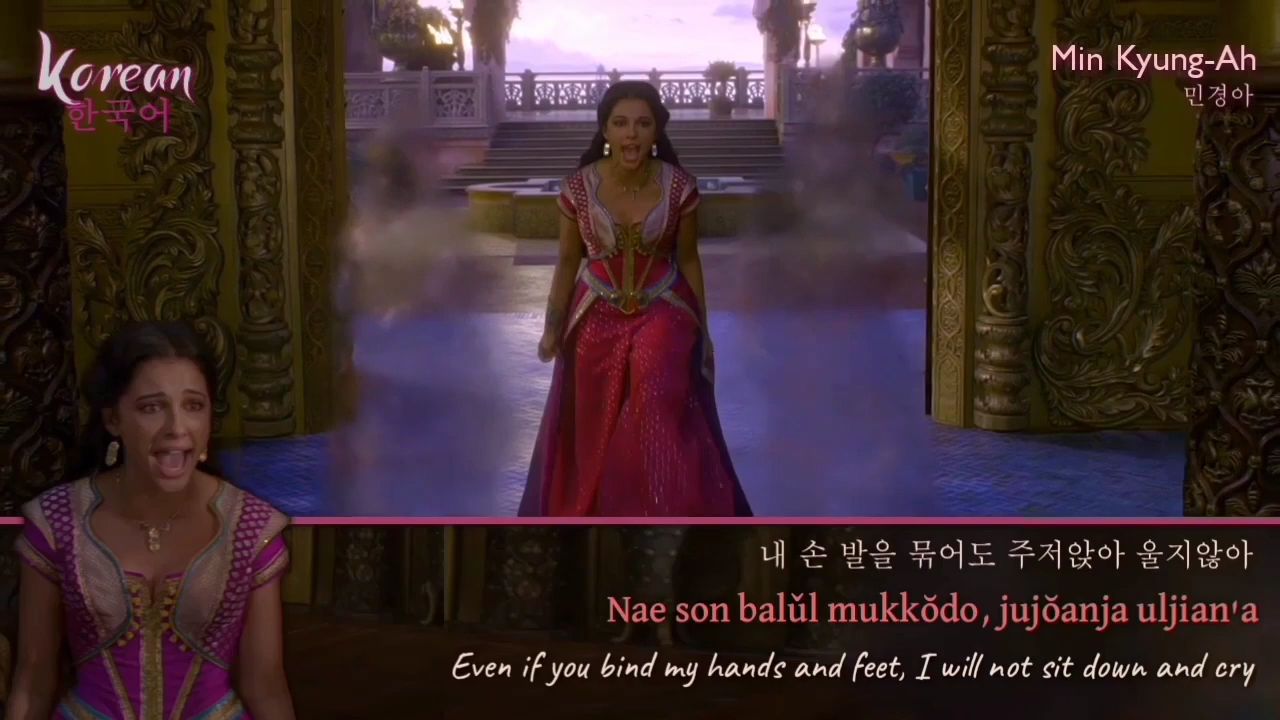 Korean
한국어
Min Kyung-Ah
민경아
내 손 발을 묶어도 주저앉아 울지않아
Nae son balŭl mukkŏdo, jujŏanja uljian'a
Even if you bind my hands and feet, I will not sit down and cry